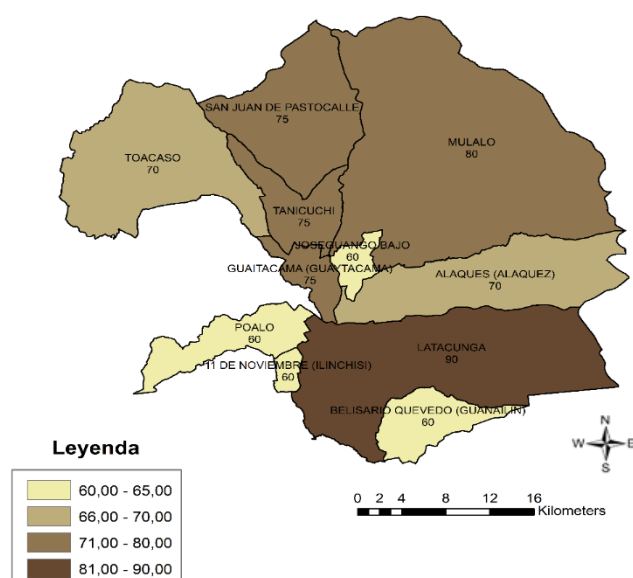 SAN JUAN DE PASTOCALLE
75
TOACASO
70
MULALO
80
TANICUCHI
75
JOSEGUANGO BAJO
60
GUAITACAMA (GUAYTACAMA)
75
ALAQUES (ALAQUEZ)
70
POALO
60
LATACUNGA
90
11 DE NOVIEMBRE (ILINCHISI)
60
BELISARIO QUEVEDO (GUANAILIN)
60
Leyenda
60,00 - 65,00
66,00 - 70,00
71,00 - 80,00
81,00 - 90,00
N
W E
S
0 2 4 8 12 16
Kilometers